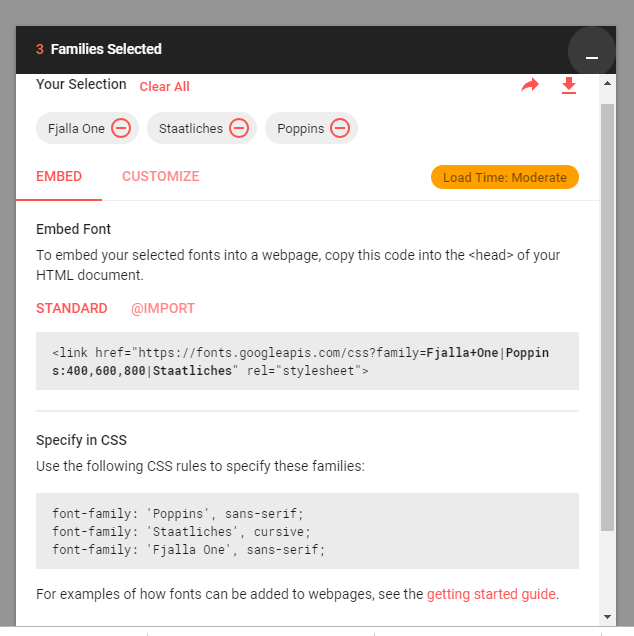 3 Families Selected
Your Selection Clear All
Fjalla One Staatliches Poppins
EMBED CUSTOMIZE Load Time: Moderate
Embed Font
To embed your selected fonts into a webpage, copy this code into the <head> of your
HTML document.
STANDARD @IMPORT
<link href="https://fonts.googleapis.com/css?family=Fjalla+One|Poppin
s:400,600,800|Staatliches" rel="stylesheet">
Specify in CSS
Use the following CSS rules to specify these families:
font-family: 'Poppins', sans-serif;
font-family: 'Staatliches', cursive;
font-family: 'Fjalla One', sans-serif;
For examples of how fonts can be added to webpages, see the getting started guide.